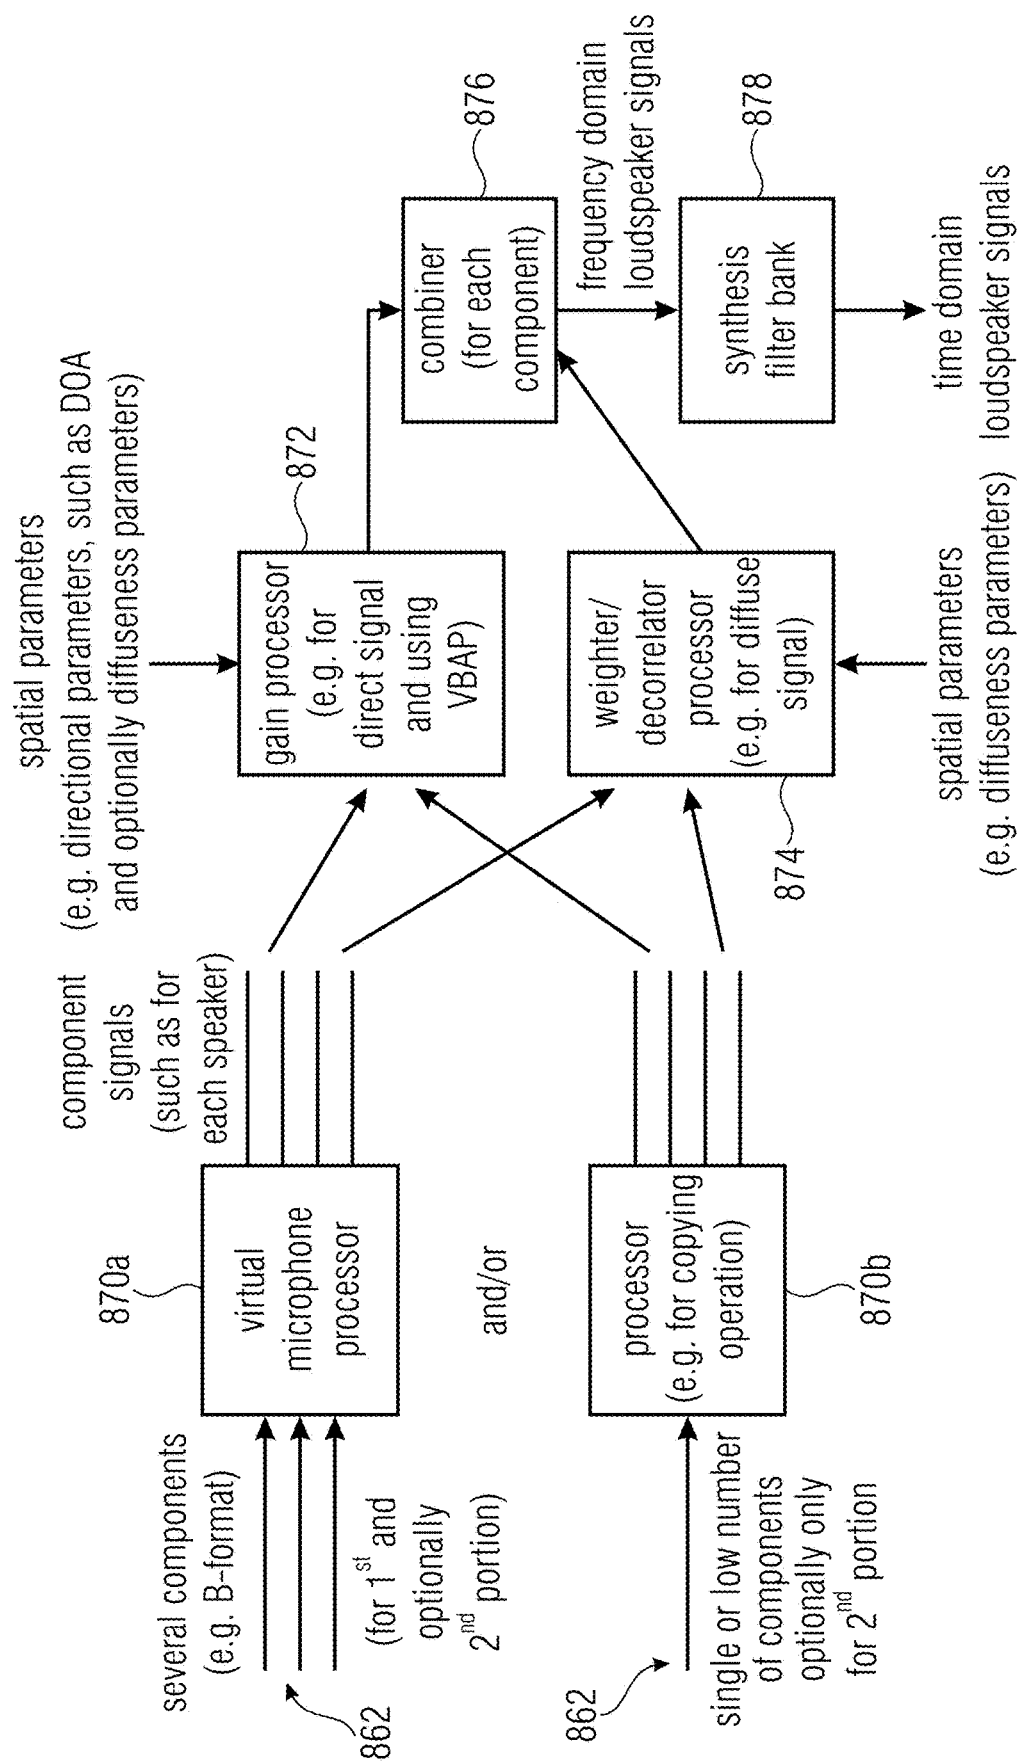 several components
(e.g. B-format)
862
(for 1st and
optionally
2nd portion)
870a
virtual
microphone
processor
component
signals
(such as for
each speaker)
and/or
862
single or low number
of components
optionally only
for 2nd portion
processor
(e.g. for copying
operation)
870b
spatial parameters
(e.g. directional parameters, such as DOA
and optionally diffuseness parameters)
872
gain processor
(e.g. for
direct signal
and using
VBAP)
874
weighter/
decorrelator
processor
(e.g. for diffuse
signal)
spatial parameters
(e.g. diffuseness parameters)
876
combiner
(for each
component)
frequency domain
loudspeaker signals
878
synthesis
filter bank
time domain
loudspeaker signals